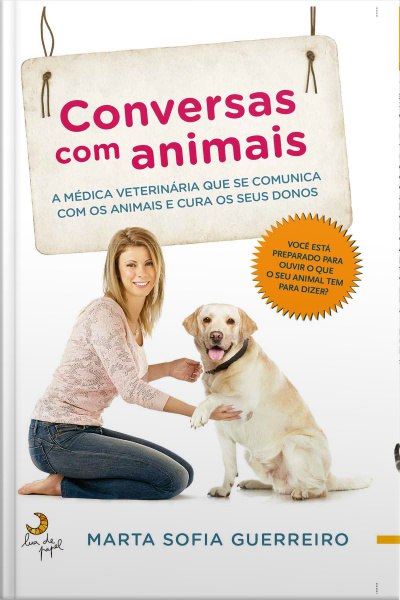 Conversas
com animais
A MÉDICA VETERINÁRIA QUE SE COMUNICA
COM OS ANIMAIS E CURA OS SEUS DONOS
VOCÊ ESTÁ
PREPARADO PARA
OUVIR O QUE
O SEU ANIMAL TEM
PARA DIZER?
lua de papel
MARTA SOFIA GUERREIRO